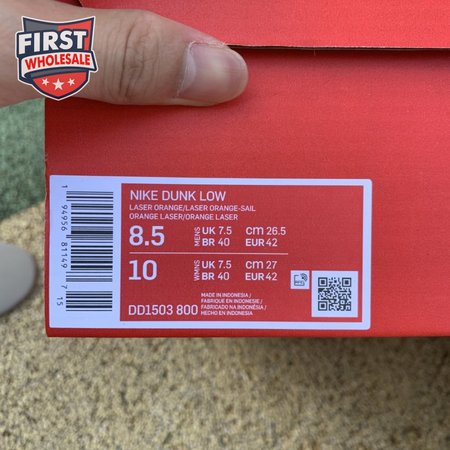 FIRST
WHOLESALE
NIKE DUNK LOW
LASER ORANGE/LASER ORANGE-SAIL
ORANGE LASER/ORANGE LASER
8.5 MENS UK 7.5 CM 26.5
BR 40 EUR 42
10 WMNS UK 7.5 CM 27
BR 40 EUR 42
MADE IN INDONESIA /
FABRIQUE EN INDONESIE /
FABRICADO NA INDONÉSIA /
HECHO EN INDONESIA
DD1503 800
1 94956 81149 7 15